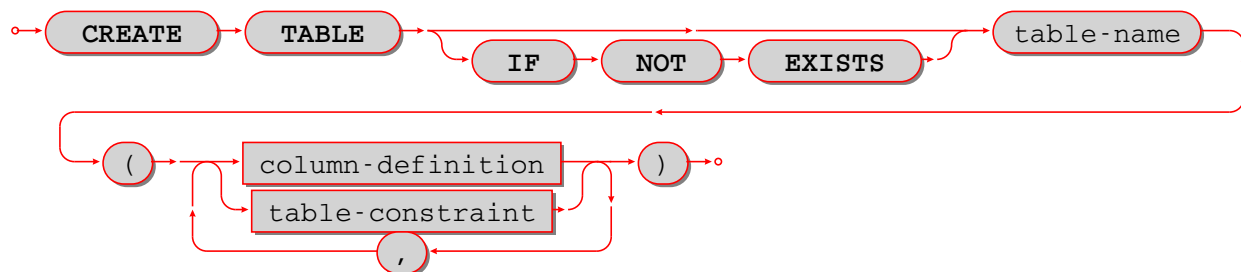 CREATE TABLE table-name
IF NOT EXISTS
( column-definition )
table-constraint
,